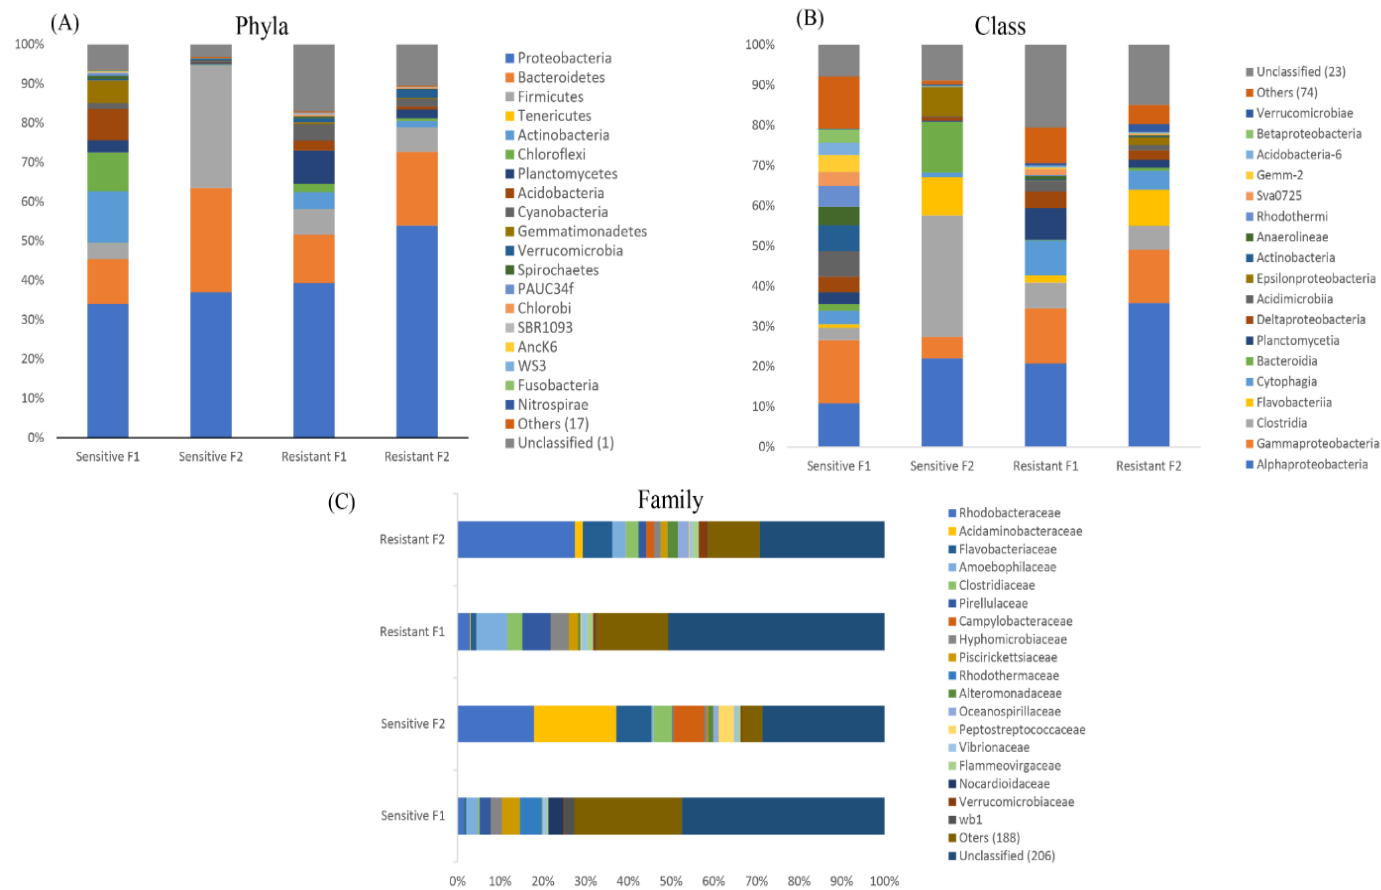 (A)
Phyla
100%
90%
80%
70%
60%
50%
40%
30%
20%
10%
0%
Sensitive F1
Sensitive F2
Resistant F1
Resistant F2
Proteobacteria
Bacteroidetes
Firmicutes
Tenericutes
Actinobacteria
Chloroflexi
Planctomycetes
Acidobacteria
Cyanobacteria
Gemmatimonadetes
Verrucomicrobia
Spirochaetes
PAUC34f
Chlorobi
SBR1093
AncK6
WS3
Fusobacteria
Nitrospirae
Others (17)
Unclassified (1)
(B)
Class
100%
90%
80%
70%
60%
50%
40%
30%
20%
10%
0%
Sensitive F1
Sensitive F2
Resistant F1
Resistant F2
Unclassified (23)
Others (74)
Verrucomicrobiae
Betaproteobacteria
Acidobacteria-6
Gemm-2
Sva0725
Rhodothermi
Anaerolineae
Actinobacteria
Epsilonproteobacteria
Acidimicrobiia
Deltaproteobacteria
Planctomycetia
Bacteroidia
Cytophagia
Flavobacteriia
Clostridia
Gammaproteobacteria
Alphaproteobacteria
(C)
Family
Resistant F2
Resistant F1
Sensitive F2
Sensitive F1
0% 10% 20% 30% 40% 50% 60% 70% 80% 90% 100%
Rhodobacteraceae
Acidaminobacteraceae
Flavobacteriaceae
Amoebophilaceae
Clostridiaceae
Pirellulaceae
Campylobacteraceae
Hyphomicrobiaceae
Piscirickettsiaceae
Rhodothermaceae
Alteromonadaceae
Oceanospirillaceae
Peptostreptococcaceae
Vibrionaceae
Flammeovirgaceae
Nocardioidaceae
Verrucomicrobiaceae
wb1
Oters (188)
Unclassified (206)